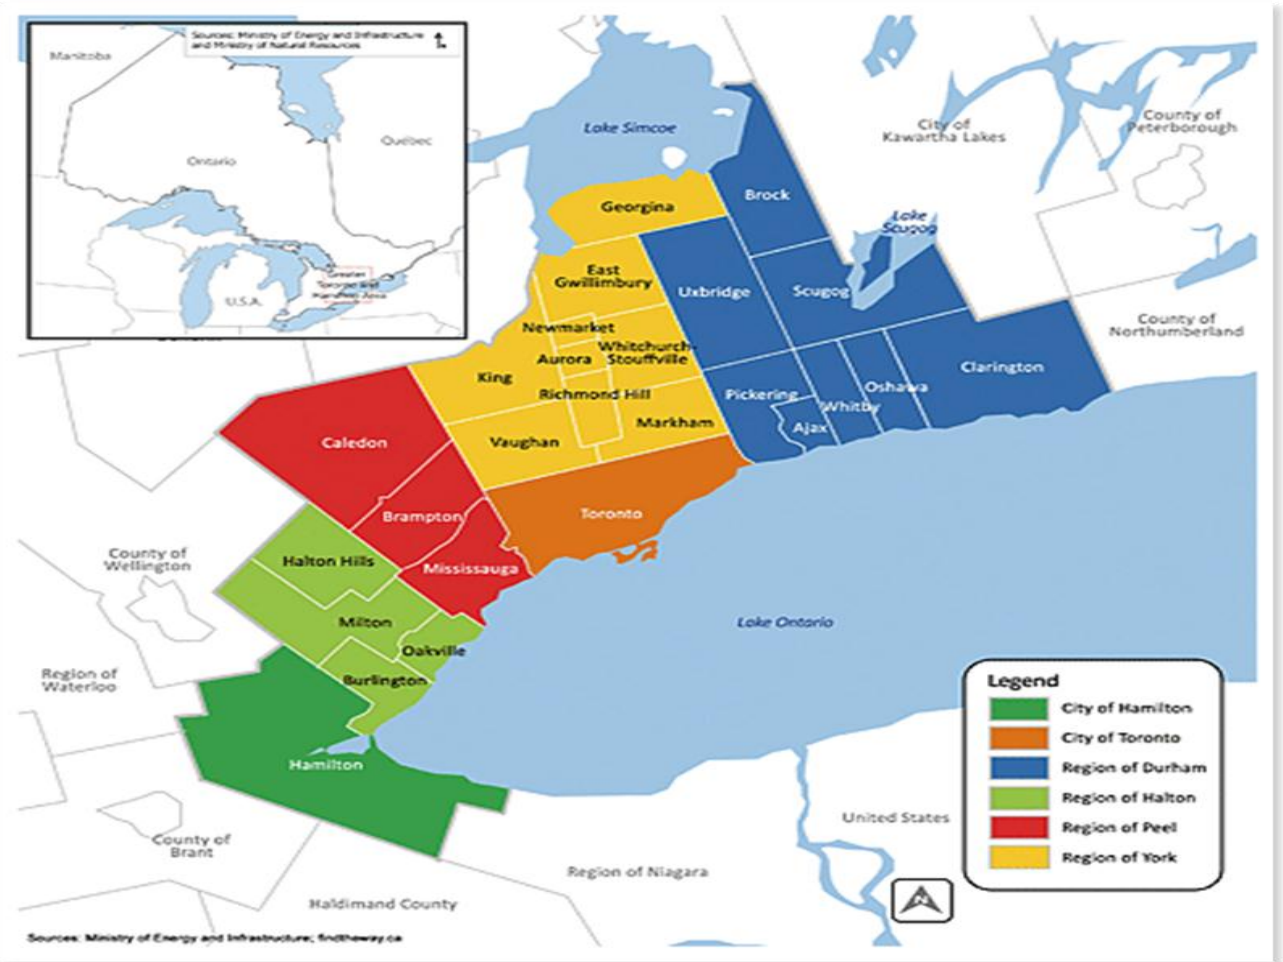 Sources: Ministry of Energy and Infrastructure
and Ministry of Natural Resources
Manitoba
Quebec
Ontario
U.S.A.
Greater
Toronto and
Hamilton Area
Lake Simcoe
City of
Kawartha Lakes
County of
Peterborough
Brock
Georgina
Lake
Scugog
East
Gwillimbury
Uxbridge
Scugog
County of
Northumberland
Newmarket
Whitchurch-
Stouffville
Aurora
King
Richmond Hill
Clarington
Pickering
Oshawa
Whitby
Ajax
Markham
Vaughan
Caledon
Brampton
Toronto
County of
Wellington
Halton Hills
Mississauga
Milton
Lake Ontario
Oakville
Region of
Waterloo
Burlington
Hamilton
Legend
City of Hamilton
City of Toronto
Region of Durham
Region of Halton
Region of Peel
Region of York
United States
County of
Brant
Region of Niagara
Haldimand County
N
Sources: Ministry of Energy and Infrastructure; findtheway.ca